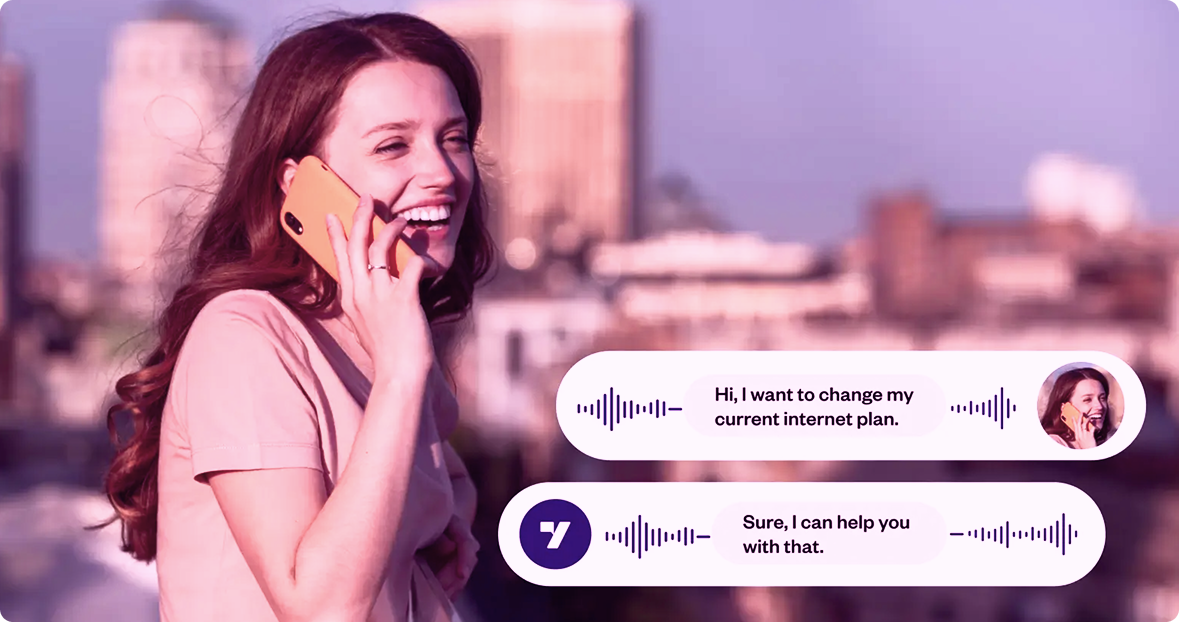 Hi, I want to change my
current internet plan.
Sure, I can help you
with that.